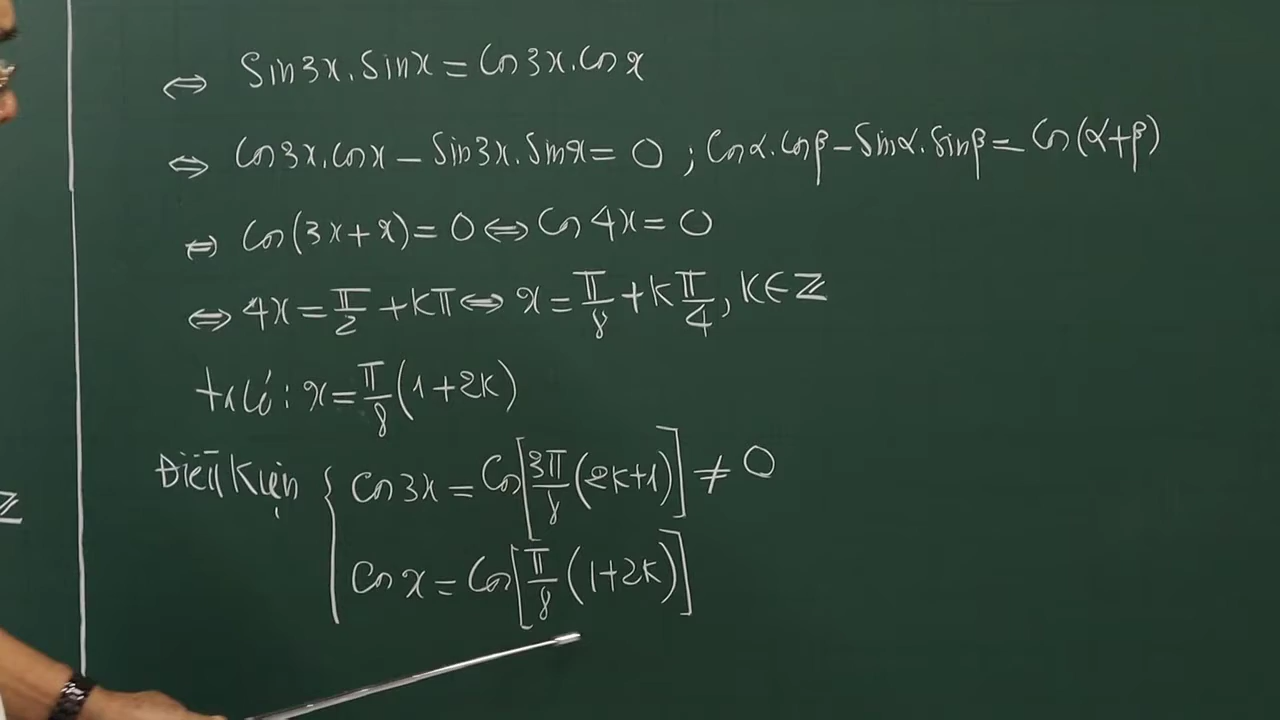 ⇔ Sin3x.Sinx = Cos3x.Cosx
⇔ Cos3x.Cosx − Sin3x.Sinx = 0 ; Cosα.Cosβ − Sinα.Sinβ = Cos(α+β)
⇔ Cos(3x+x) = 0 ⇔ Cos4x = 0
⇔ 4x = π/2 + kπ ⇔ x = π/8 + kπ/4, k∈ℤ
ta có: x = π/8(1+2k)
Điều kiện { Cos3x = Cos[3π/8(2k+1)] ≠ 0
Cosx = Cos[π/8(1+2k)]
ℤ